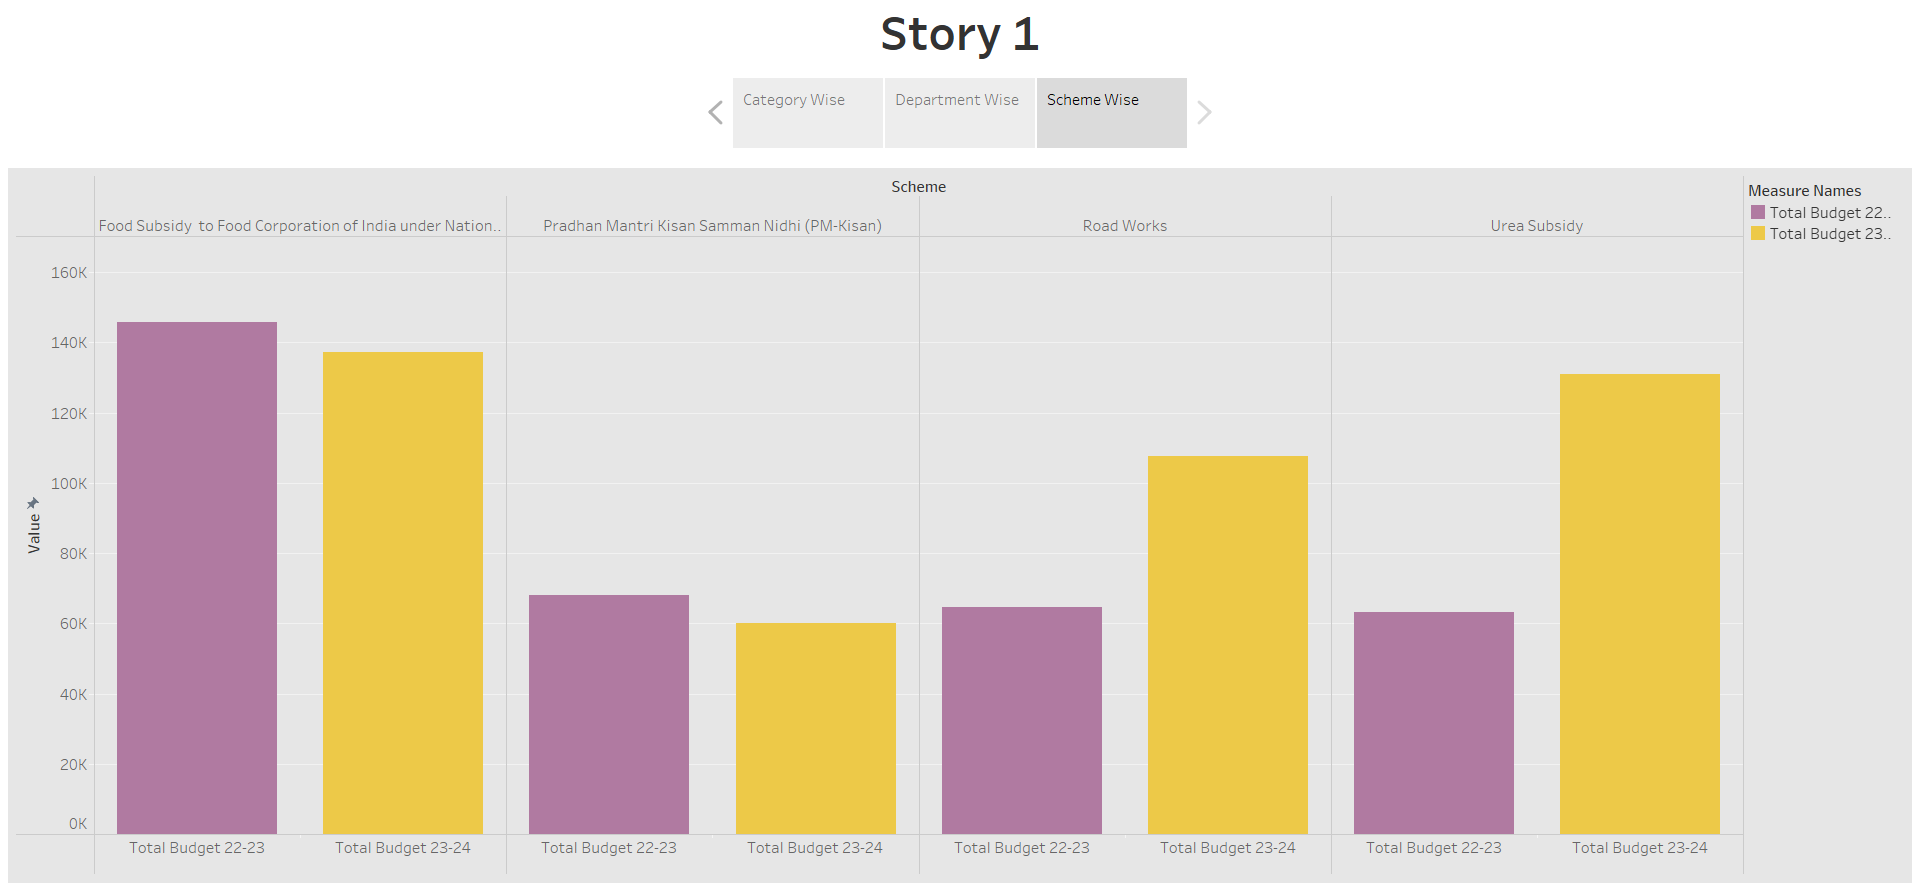 Story 1
Category Wise
Department Wise
Scheme Wise
Scheme
Food Subsidy  to Food Corporation of India under Nation..
Pradhan Mantri Kisan Samman Nidhi (PM-Kisan)
Road Works
Urea Subsidy
Measure Names
Total Budget 22..
Total Budget 23..
160K
140K
120K
100K
80K
60K
40K
20K
0K
Value
Total Budget 22-23
Total Budget 23-24
Total Budget 22-23
Total Budget 23-24
Total Budget 22-23
Total Budget 23-24
Total Budget 22-23
Total Budget 23-24